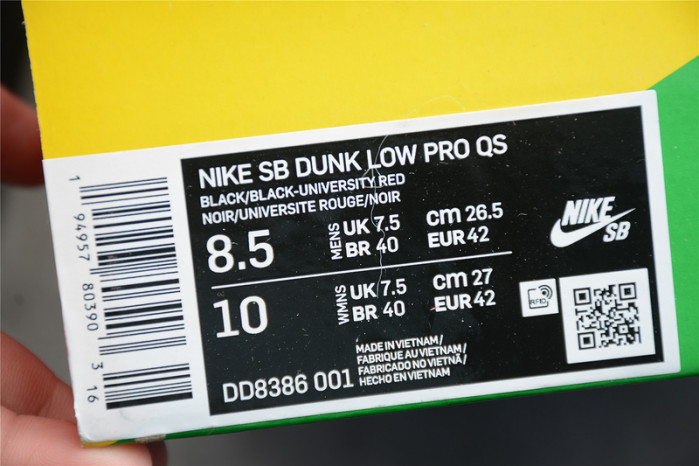 NIKE SB DUNK LOW PRO QS
BLACK/BLACK-UNIVERSITY RED
NOIR/UNIVERSITE ROUGE/NOIR
8.5
MENS
UK 7.5
BR 40
cm 26.5
EUR 42
10
WMNS
UK 7.5
BR 40
cm 27
EUR 42
NIKE
SB
RFID
DD8386 001
MADE IN VIETNAM/
FABRIQUE AU VIETNAM/
FABRICADO NO VIETNÃ/
HECHO EN VIETNAM
1 94957 80390 3 16